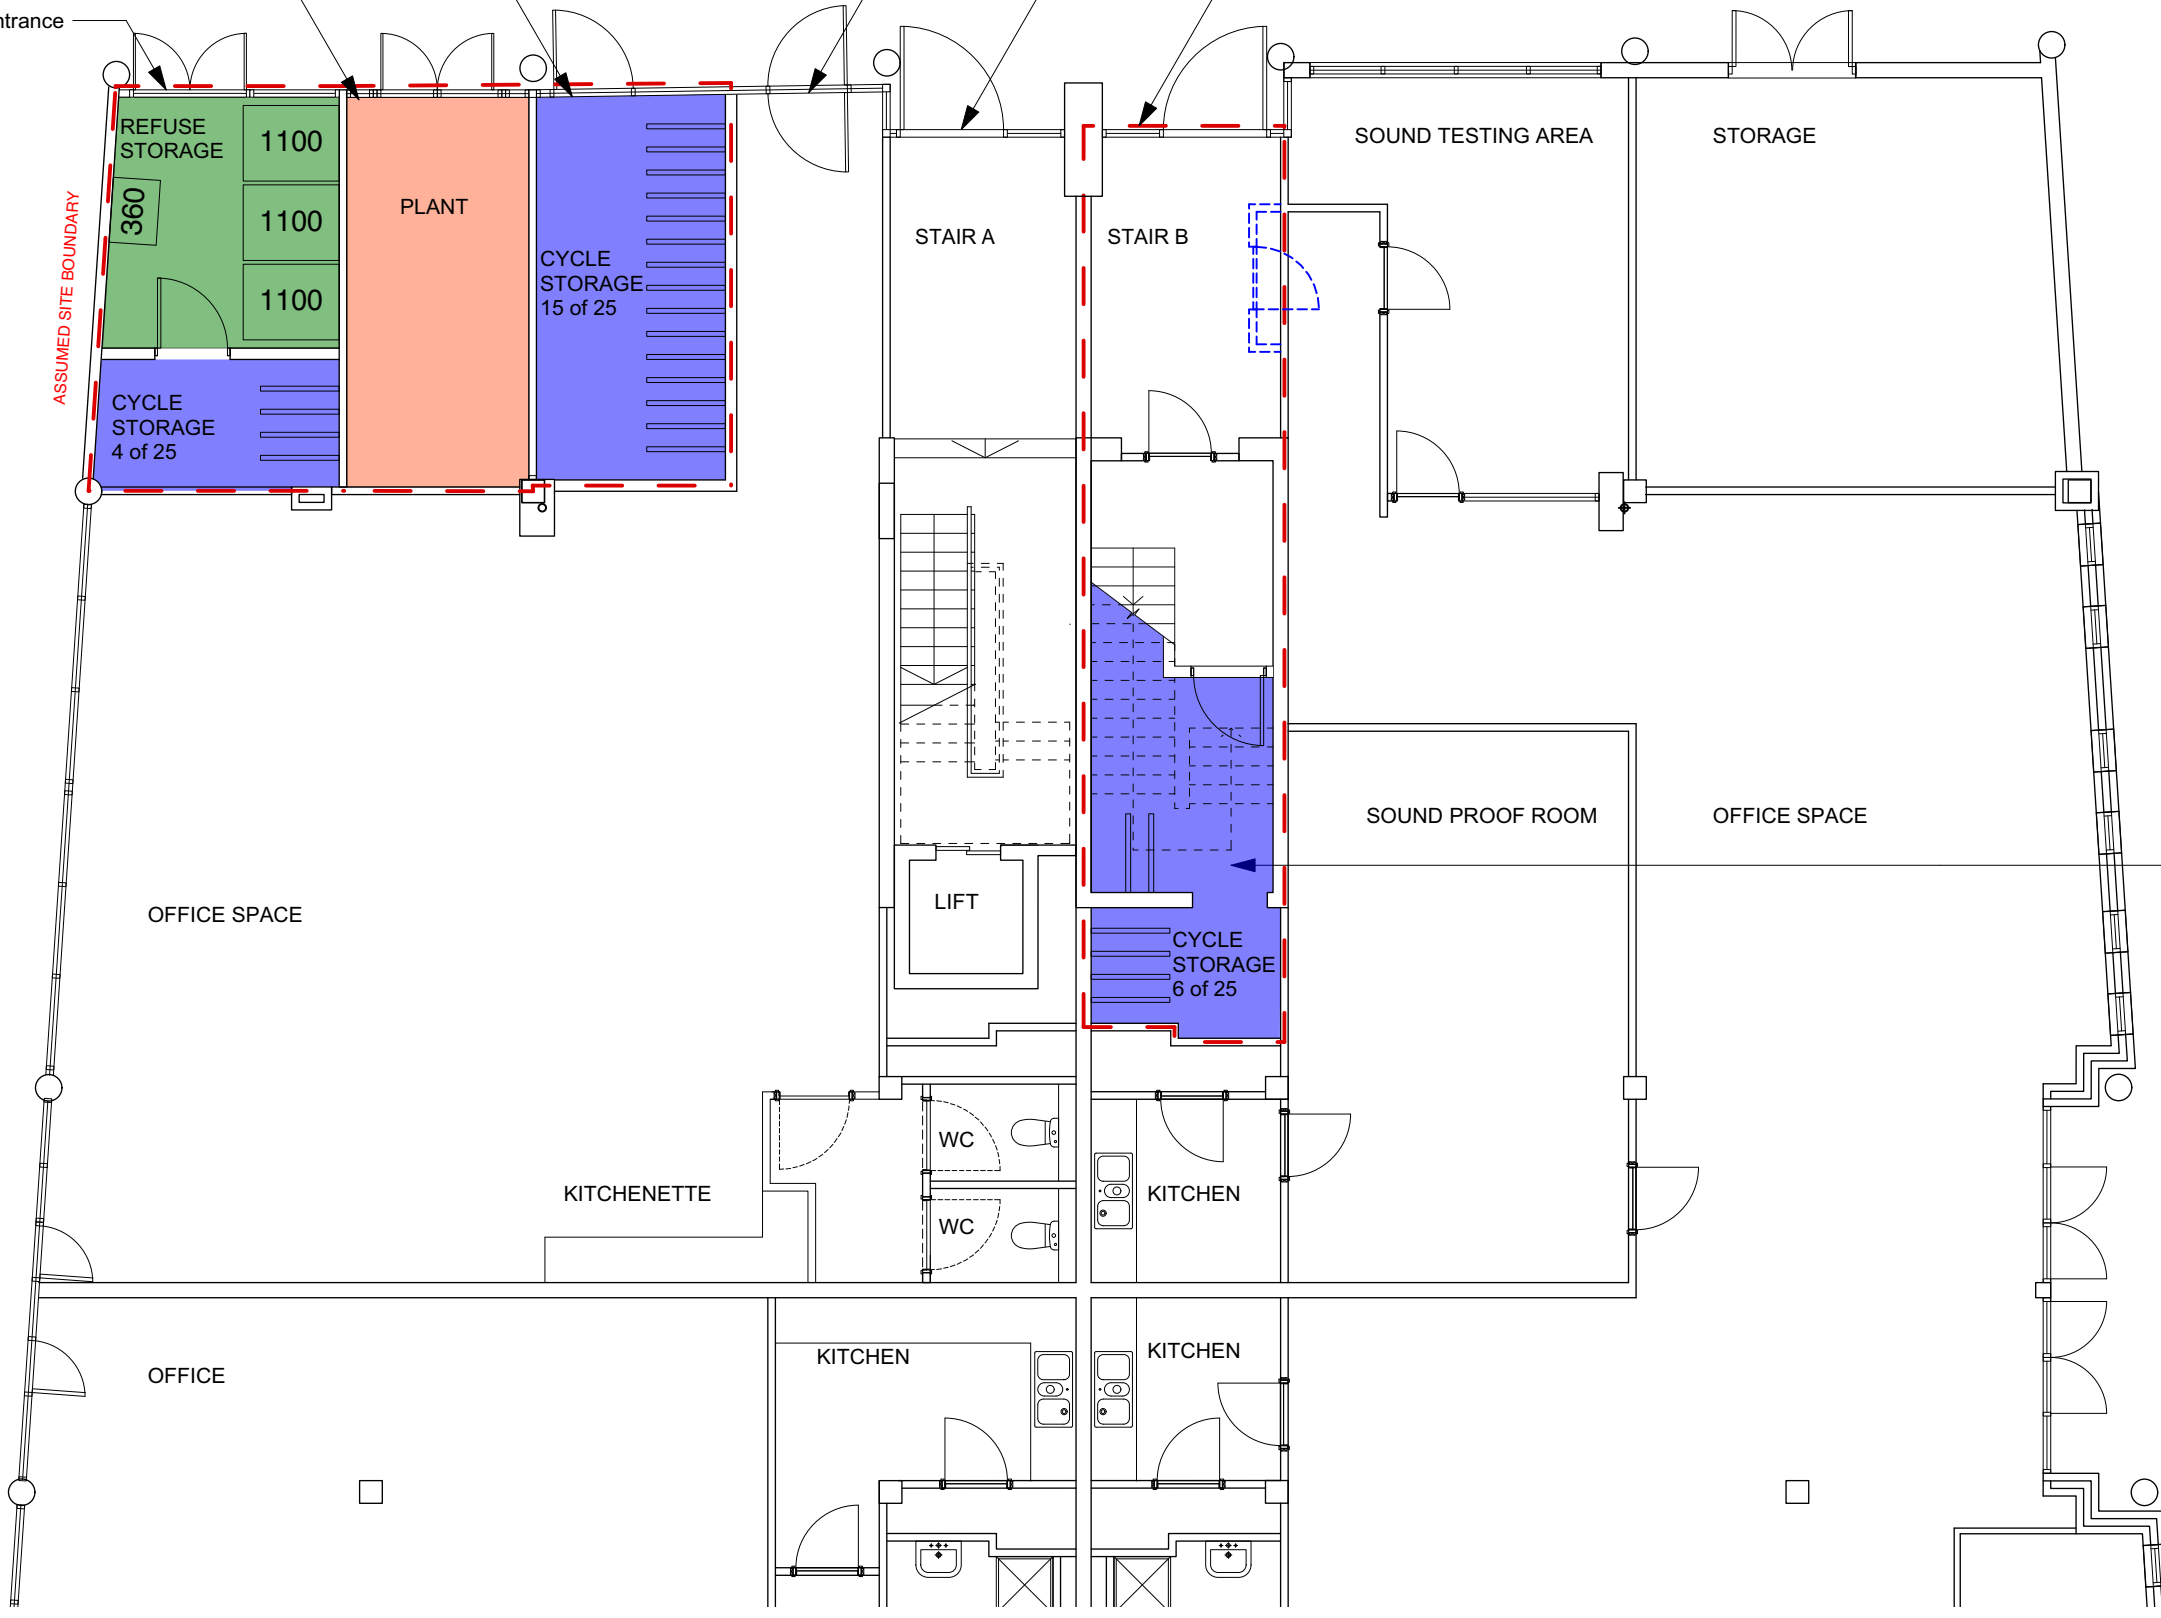 ntrance
REFUSE
STORAGE
1100
360
1100
1100
PLANT
CYCLE
STORAGE
15 of 25
CYCLE
STORAGE
4 of 25
ASSUMED SITE BOUNDARY
STAIR A
STAIR B
SOUND TESTING AREA
STORAGE
SOUND PROOF ROOM
OFFICE SPACE
OFFICE SPACE
LIFT
CYCLE
STORAGE
6 of 25
WC
WC
KITCHENETTE
KITCHEN
OFFICE
KITCHEN
KITCHEN